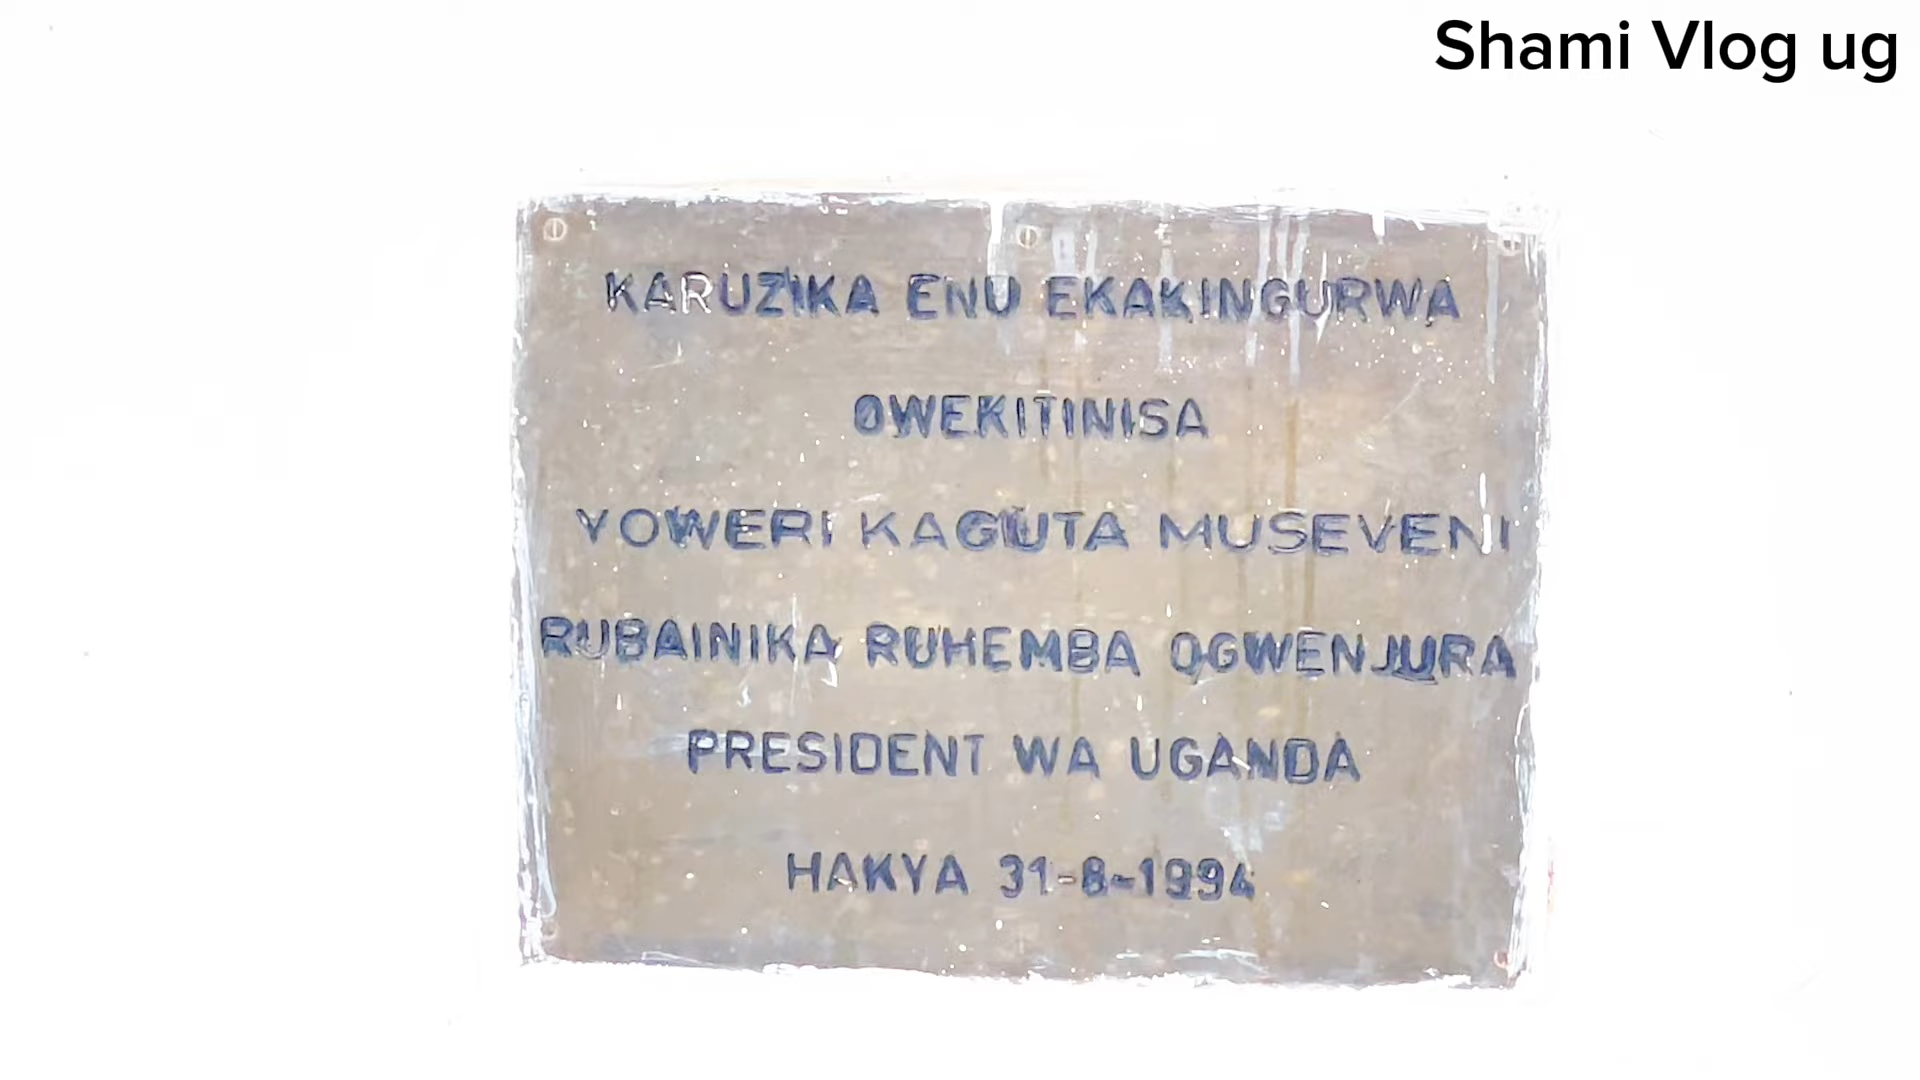 Shami Vlog ug
KARUZIKA ENU EKAKINGURWA
OWEKITINISA
YOWERI KAGUTA MUSEVENI
RUBAINIKA RUHEMBA OGWENJURA
PRESIDENT WA UGANDA
HAKYA 31-8-1994